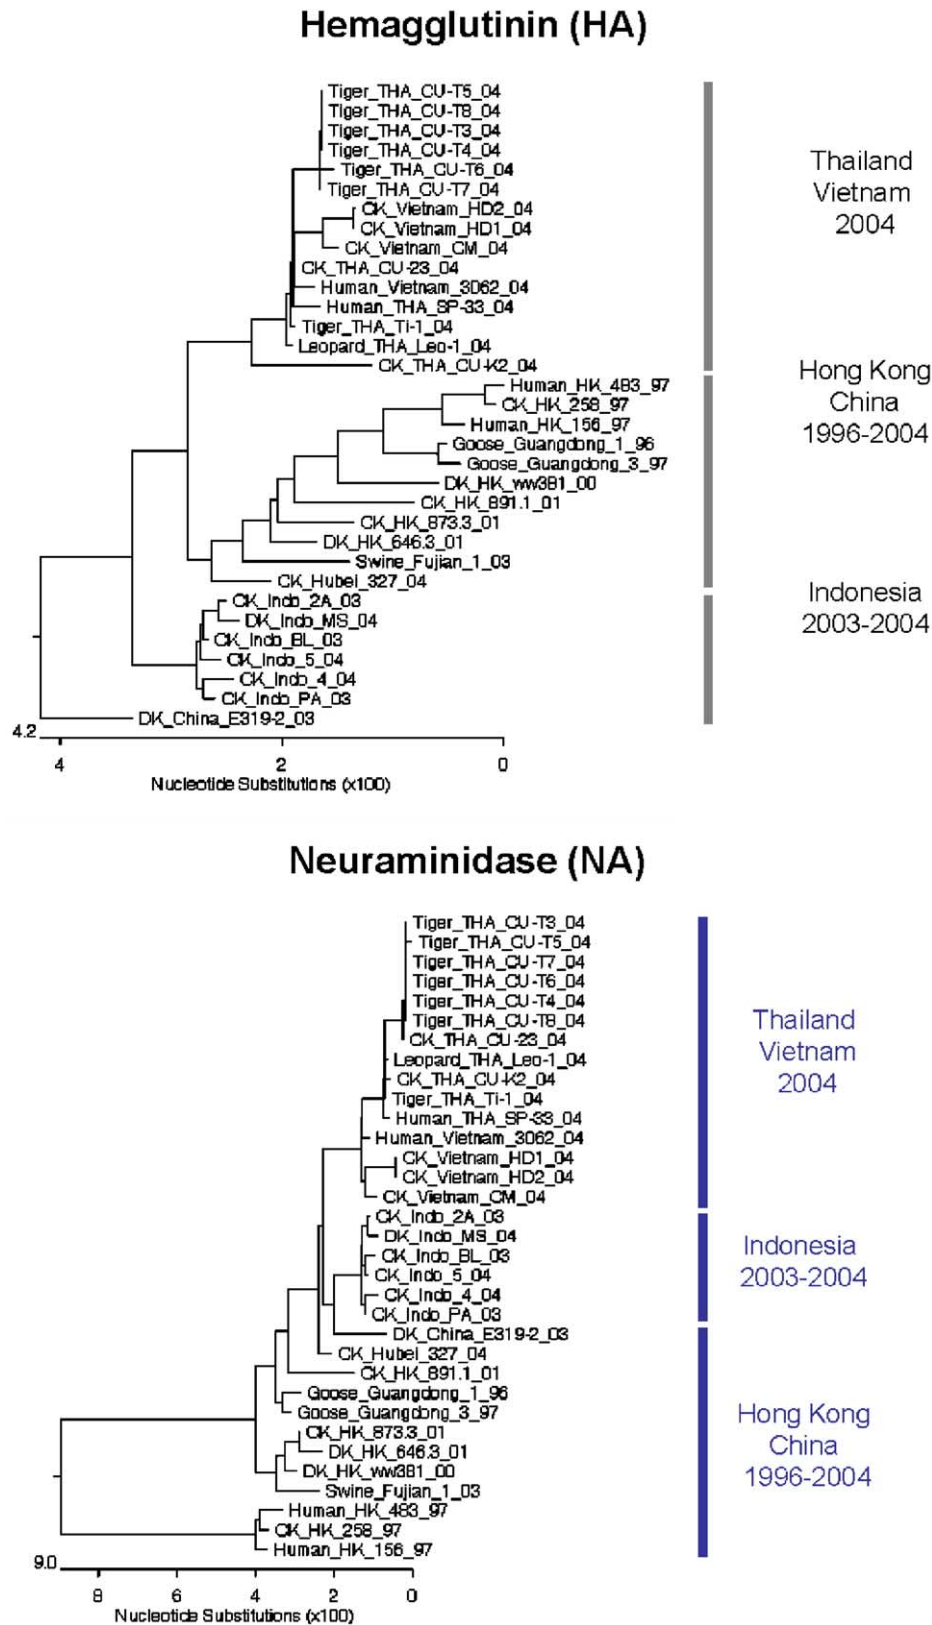 Hemagglutinin (HA)
Tiger_THA_CU-T5_04
Tiger_THA_CU-T8_04
Tiger_THA_CU-T3_04
Tiger_THA_CU-T4_04
Tiger_THA_CU-T6_04
Tiger_THA_CU-T7_04
CK_Vietnam_HD2_04
CK_Vietnam_HD1_04
CK_Vietnam_CM_04
CK_THA_CU-23_04
Human_Vietnam_3062_04
Human_THA_SP-33_04
Tiger_THA_Ti-1_04
Leopard_THA_Leo-1_04
CK_THA_CU-K2_04
Thailand
Vietnam
2004
Human_HK_483_97
CK_HK_258_97
Human_HK_156_97
Goose_Guangdong_1_96
Goose_Guangdong_3_97
DK_HK_ww381_00
CK_HK_891.1_01
CK_HK_873.3_01
DK_HK_646.3_01
Swine_Fujian_1_03
CK_Hubei_327_04
Hong Kong
China
1996-2004
CK_Indo_2A_03
DK_Indo_MS_04
CK_Indo_BL_03
CK_Indo_5_04
CK_Indo_4_04
CK_Indo_PA_03
DK_China_E319-2_03
Indonesia
2003-2004
4.2
4 2 0
Nucleotide Substitutions (x100)
Neuraminidase (NA)
Tiger_THA_CU-T3_04
Tiger_THA_CU-T5_04
Tiger_THA_CU-T7_04
Tiger_THA_CU-T6_04
Tiger_THA_CU-T4_04
Tiger_THA_CU-T8_04
CK_THA_CU-23_04
Leopard_THA_Leo-1_04
CK_THA_CU-K2_04
Tiger_THA_Ti-1_04
Human_THA_SP-33_04
Human_Vietnam_3062_04
CK_Vietnam_HD1_04
CK_Vietnam_HD2_04
CK_Vietnam_CM_04
Thailand
Vietnam
2004
CK_Indo_2A_03
DK_Indo_MS_04
CK_Indo_BL_03
CK_Indo_5_04
CK_Indo_4_04
CK_Indo_PA_03
Indonesia
2003-2004
DK_China_E319-2_03
CK_Hubei_327_04
CK_HK_891.1_01
Goose_Guangdong_1_96
Goose_Guangdong_3_97
CK_HK_873.3_01
DK_HK_646.3_01
DK_HK_ww381_00
Swine_Fujian_1_03
Human_HK_483_97
CK_HK_258_97
Human_HK_156_97
Hong Kong
China
1996-2004
9.0
8 6 4 2 0
Nucleotide Substitutions (x100)